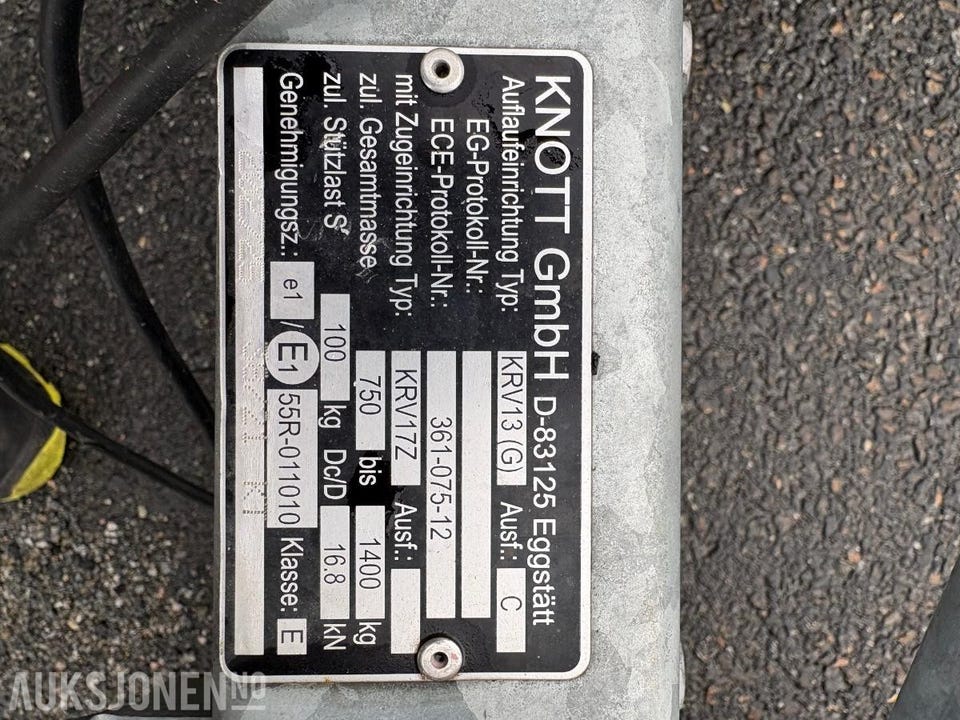 KNOTT GmbH D-83125 Eggstätt
Auflaufeinrichtung Typ: KRV13 (G) Ausf.: C
EG-Protokoll-Nr.:
ECE-Protokoll-Nr.: 361-075-12
mit Zugeinrichtung Typ: KRV17Z Ausf.:
zul. Gesamtmasse 750 bis 1400 kg
zul. Stützlast S 100 kg Dc/D 16.8 kN
Genehmigungsz.: e1 / E1 55R-011010 Klasse: E
AUKSJONEN NO